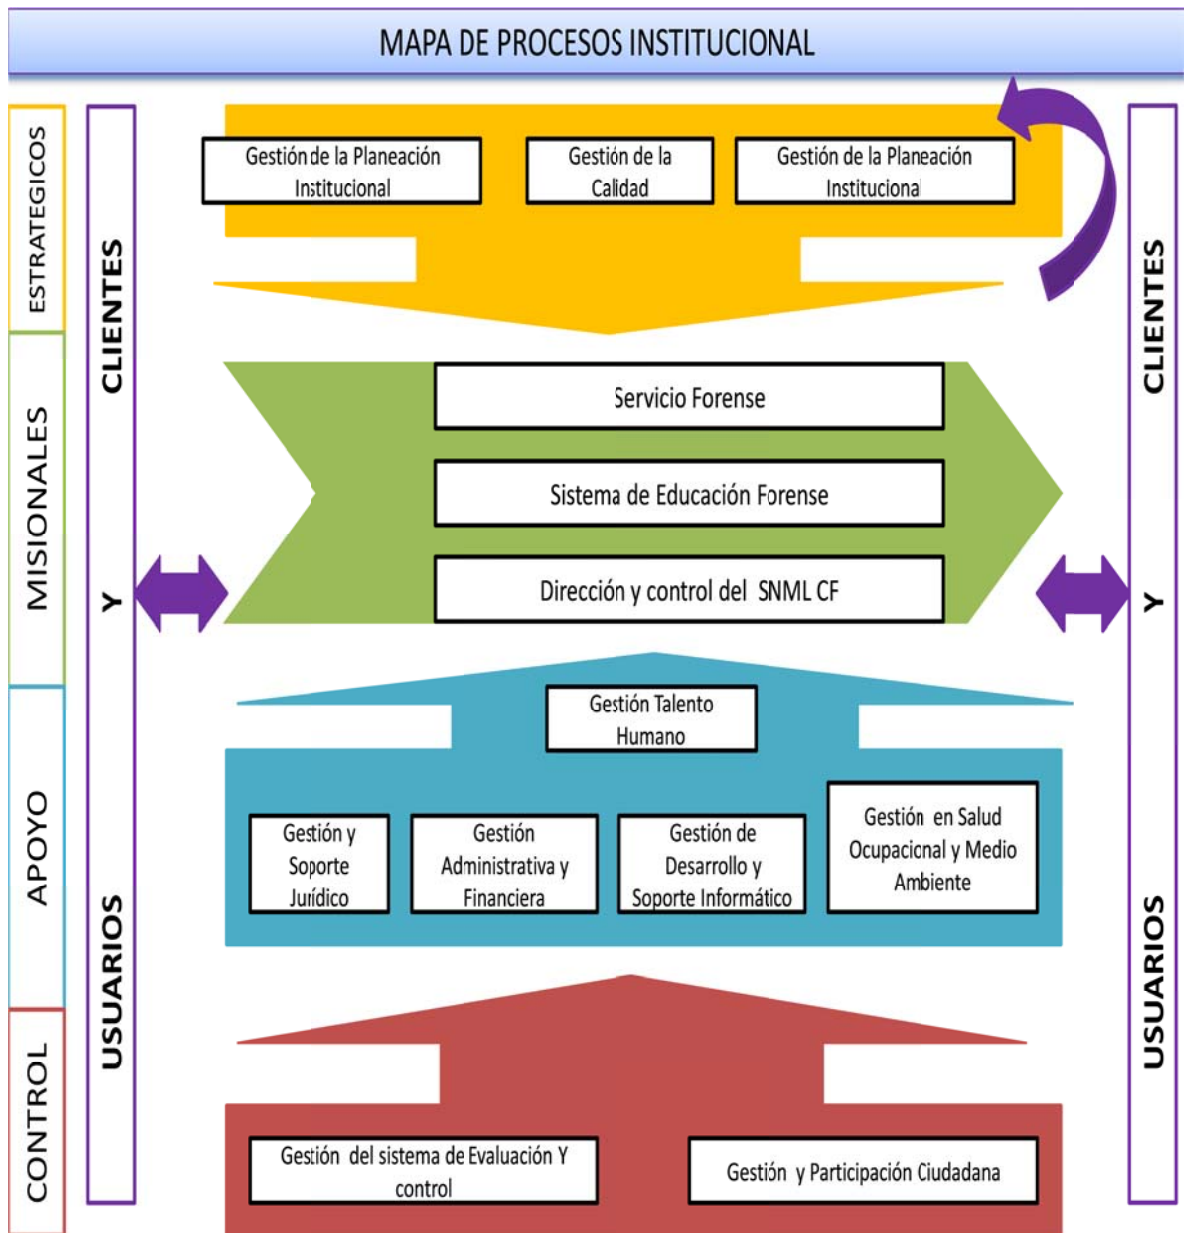 MAPA DE PROCESOS INSTITUCIONAL
ESTRATEGICOS
CLIENTES
Y
USUARIOS
Gestión de la Planeación
Institucional
Gestión de la
Calidad
Gestión de la Planeación
Institucional
CLIENTES
Y
USUARIOS
MISIONALES
Servicio Forense
Sistema de Educación Forense
Dirección y control del SNML CF
APOYO
Gestión Talento
Humano
Gestión y
Soporte
Jurídico
Gestión
Administrativa y
Financiera
Gestión de
Desarrollo y
Soporte Informático
Gestión en Salud
Ocupacional y Medio
Ambiente
CONTROL
Gestión del sistema de Evaluación Y
control
Gestión y Participación Ciudadana